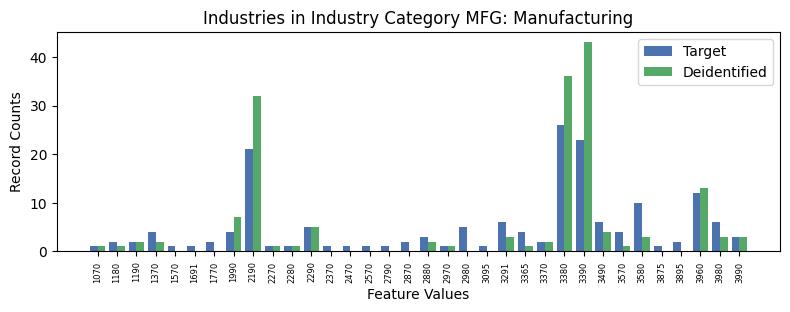 Industries in Industry Category MFG: Manufacturing
Target
Deidentified
Record Counts
40
30
20
10
0
1070 1180 1190 1370 1570 1691 1770 1990 2190 2270 2280 2290 2370 2470 2570 2790 2870 2880 2970 2980 3095 3291 3365 3370 3380 3390 3490 3570 3580 3875 3895 3960 3980 3990
Feature Values